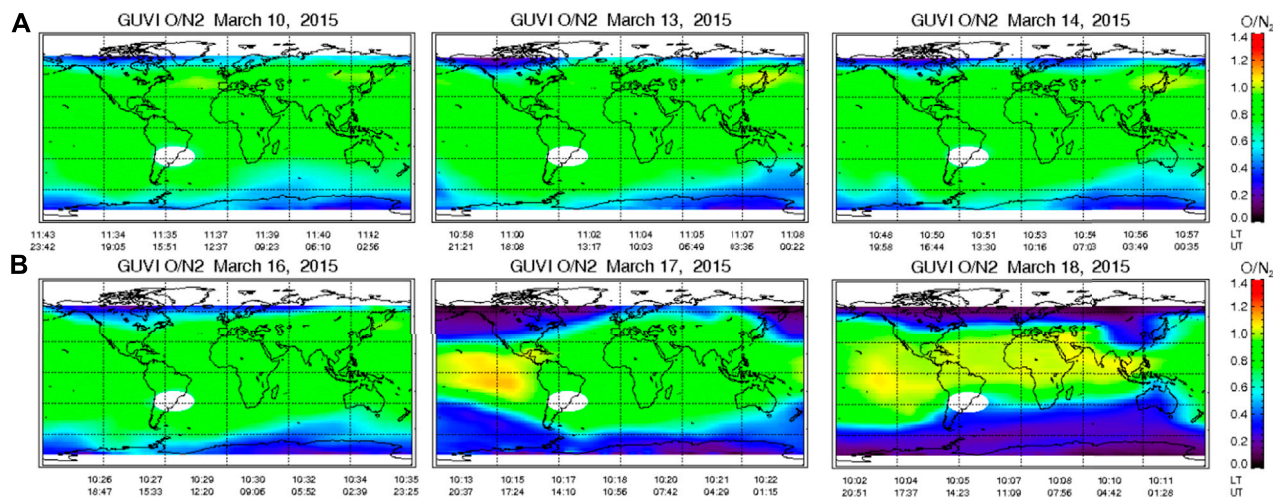 A
GUVI O/N2 March 10, 2015
GUVI O/N2 March 13, 2015
GUVI O/N2 March 14, 2015
O/N2
1.4
1.2
1.0
0.8
0.6
0.4
0.2
0.0
11:43 11:34 11:35 11:37 11:39 11:40 11:42
23:42 19:05 15:51 12:37 09:23 06:10 02:56
10:58 11:00 11:02 11:04 11:05 11:07 11:08
21:21 18:08 13:17 10:03 06:49 03:36 00:22
10:48 10:50 10:51 10:53 10:54 10:56 10:57
19:58 16:44 13:30 10:16 07:03 03:49 00:35
LT
UT
B
GUVI O/N2 March 16, 2015
GUVI O/N2 March 17, 2015
GUVI O/N2 March 18, 2015
O/N2
1.4
1.2
1.0
0.8
0.6
0.4
0.2
0.0
10:26 10:27 10:29 10:30 10:32 10:34 10:35
18:47 15:33 12:20 09:06 05:52 02:39 23:25
10:13 10:15 10:17 10:18 10:20 10:21 10:22
20:37 17:24 14:10 10:56 07:42 04:29 01:15
10:02 10:04 10:05 10:07 10:08 10:10 10:11
20:51 17:37 14:23 11:09 07:56 04:42 01:28
LT
UT